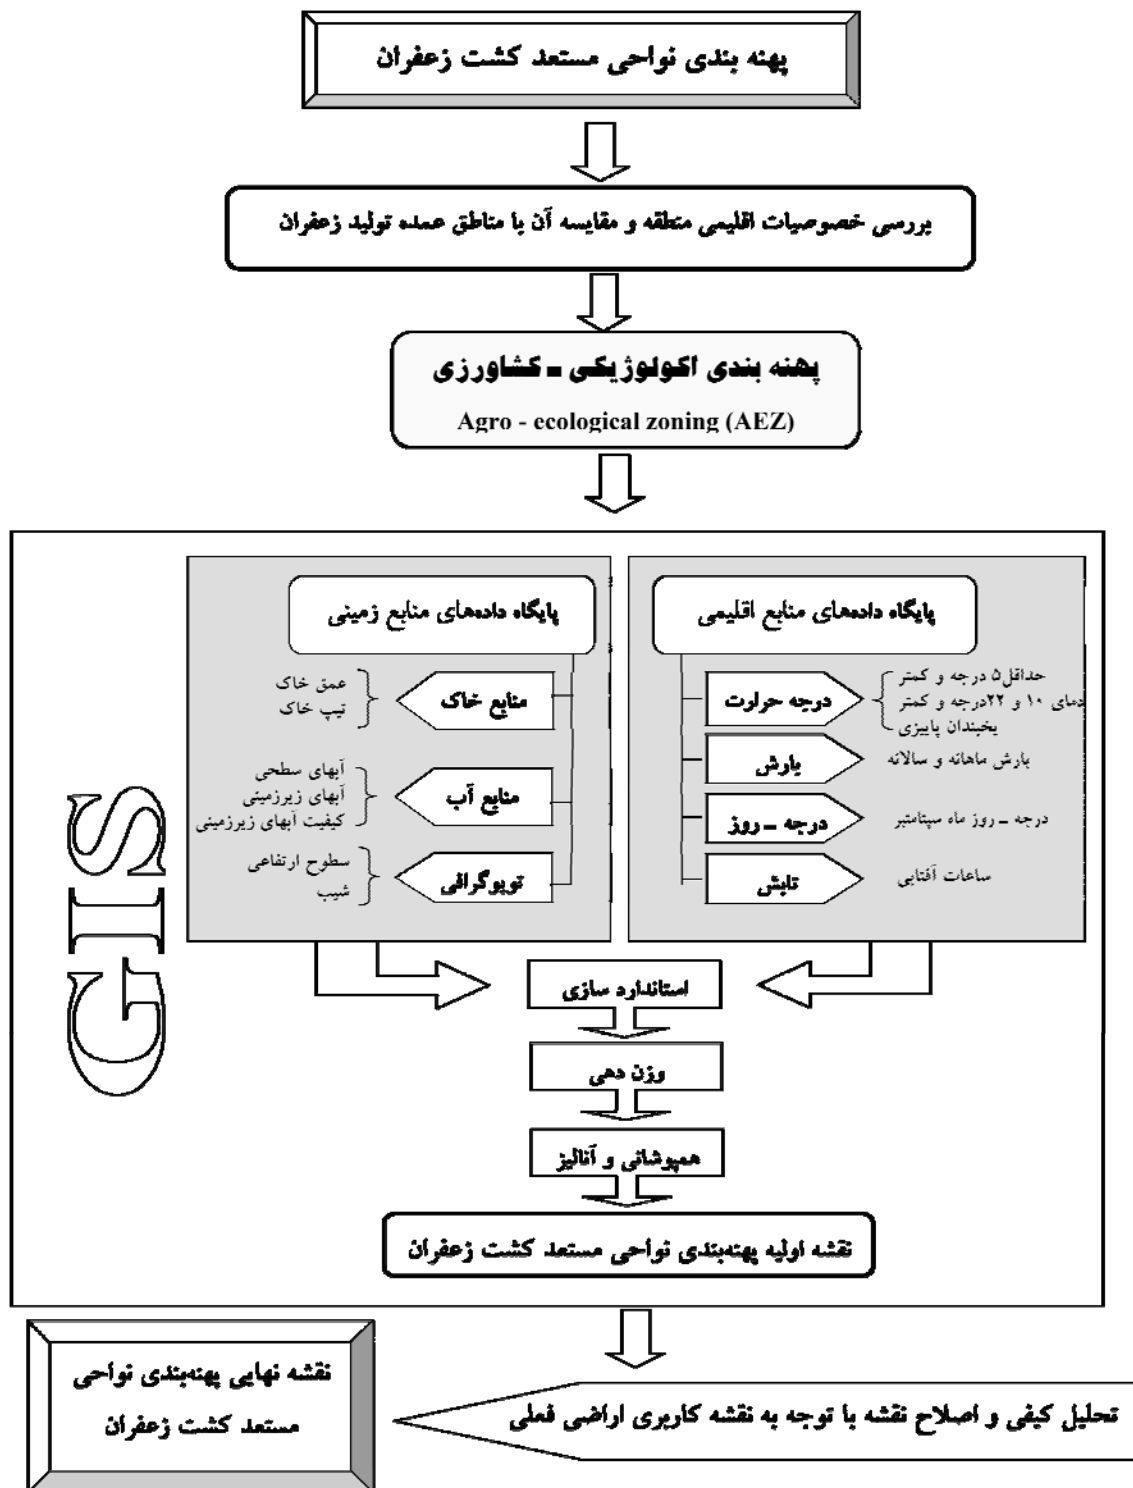 پهنه بندی نواحی مستعد کشت زعفران
بررسی خصوصیات اقلیمی منطقه و مقایسه آن با مناطق عمده تولید زعفران
پهنه بندی اکولوژیکی - کشاورزی
Agro - ecological zoning (AEZ)
GIS
پایگاه داده‌های منابع اقلیمی
درجه حرارت
حداقل۵ درجه و کمتر
دمای ۱۰ و ۲۲درجه و کمتر
یخبندان پاییزی
بارش
بارش ماهانه و سالانه
درجه - روز
درجه - روز ماه سپتامبر
تابش
ساعات آفتابی
پایگاه داده‌های منابع زمینی
منابع خاک
عمق خاک
تیپ خاک
منابع آب
آبهای سطحی
آبهای زیرزمینی
کیفیت آبهای زیرزمینی
توپوگرافی
سطوح ارتفاعی
شیب
استاندارد سازی
وزن دهی
همپوشانی و آنالیز
نقشه اولیه پهنه‌بندی نواحی مستعد کشت زعفران
تحلیل کیفی و اصلاح نقشه با توجه به نقشه کاربری اراضی فعلی
نقشه نهایی پهنه‌بندی نواحی
مستعد کشت زعفران